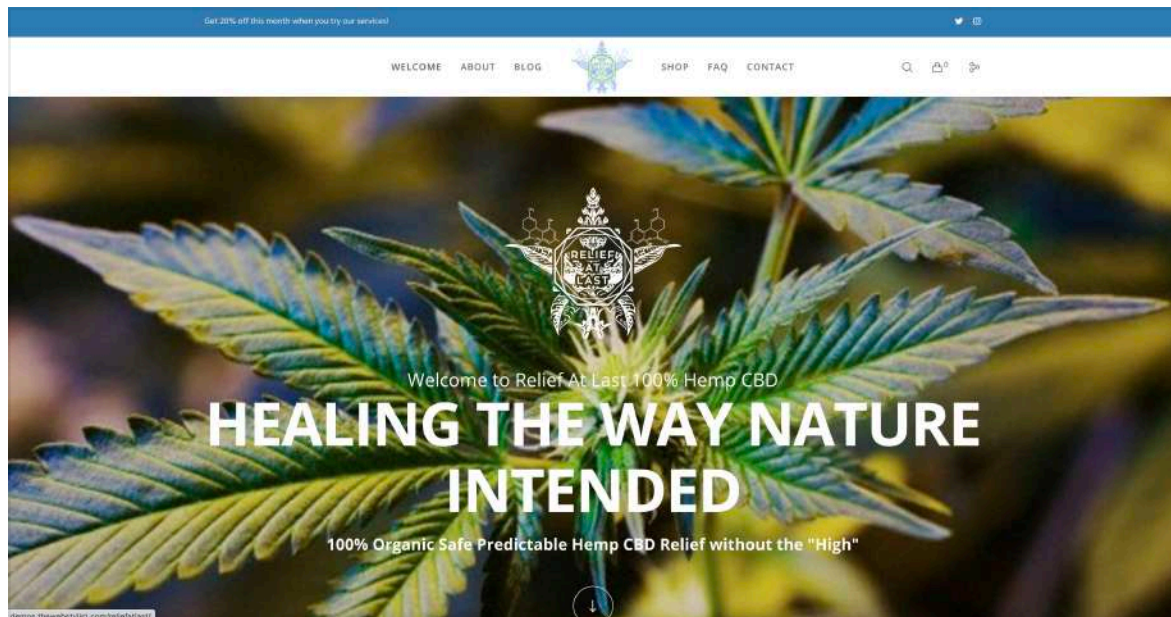 Get 20% off this month when you try our services!
WELCOME ABOUT BLOG SHOP FAQ CONTACT
0
RELIEF
AT
LAST
Welcome to Relief At Last 100% Hemp CBD
HEALING THE WAY NATURE
INTENDED
100% Organic Safe Predictable Hemp CBD Relief without the "High"